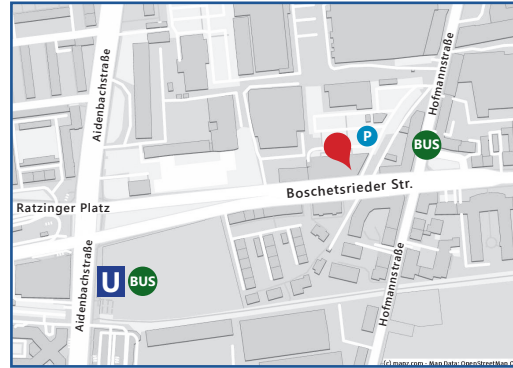 Aidenbachstraße
Hofmannstraße
P
BUS
Boschetsrieder Str.
Ratzinger Platz
U
BUS
Aidenbachstraße
Hofmannstraße
(c) mapz.com - Map Data: OpenStreetMap O